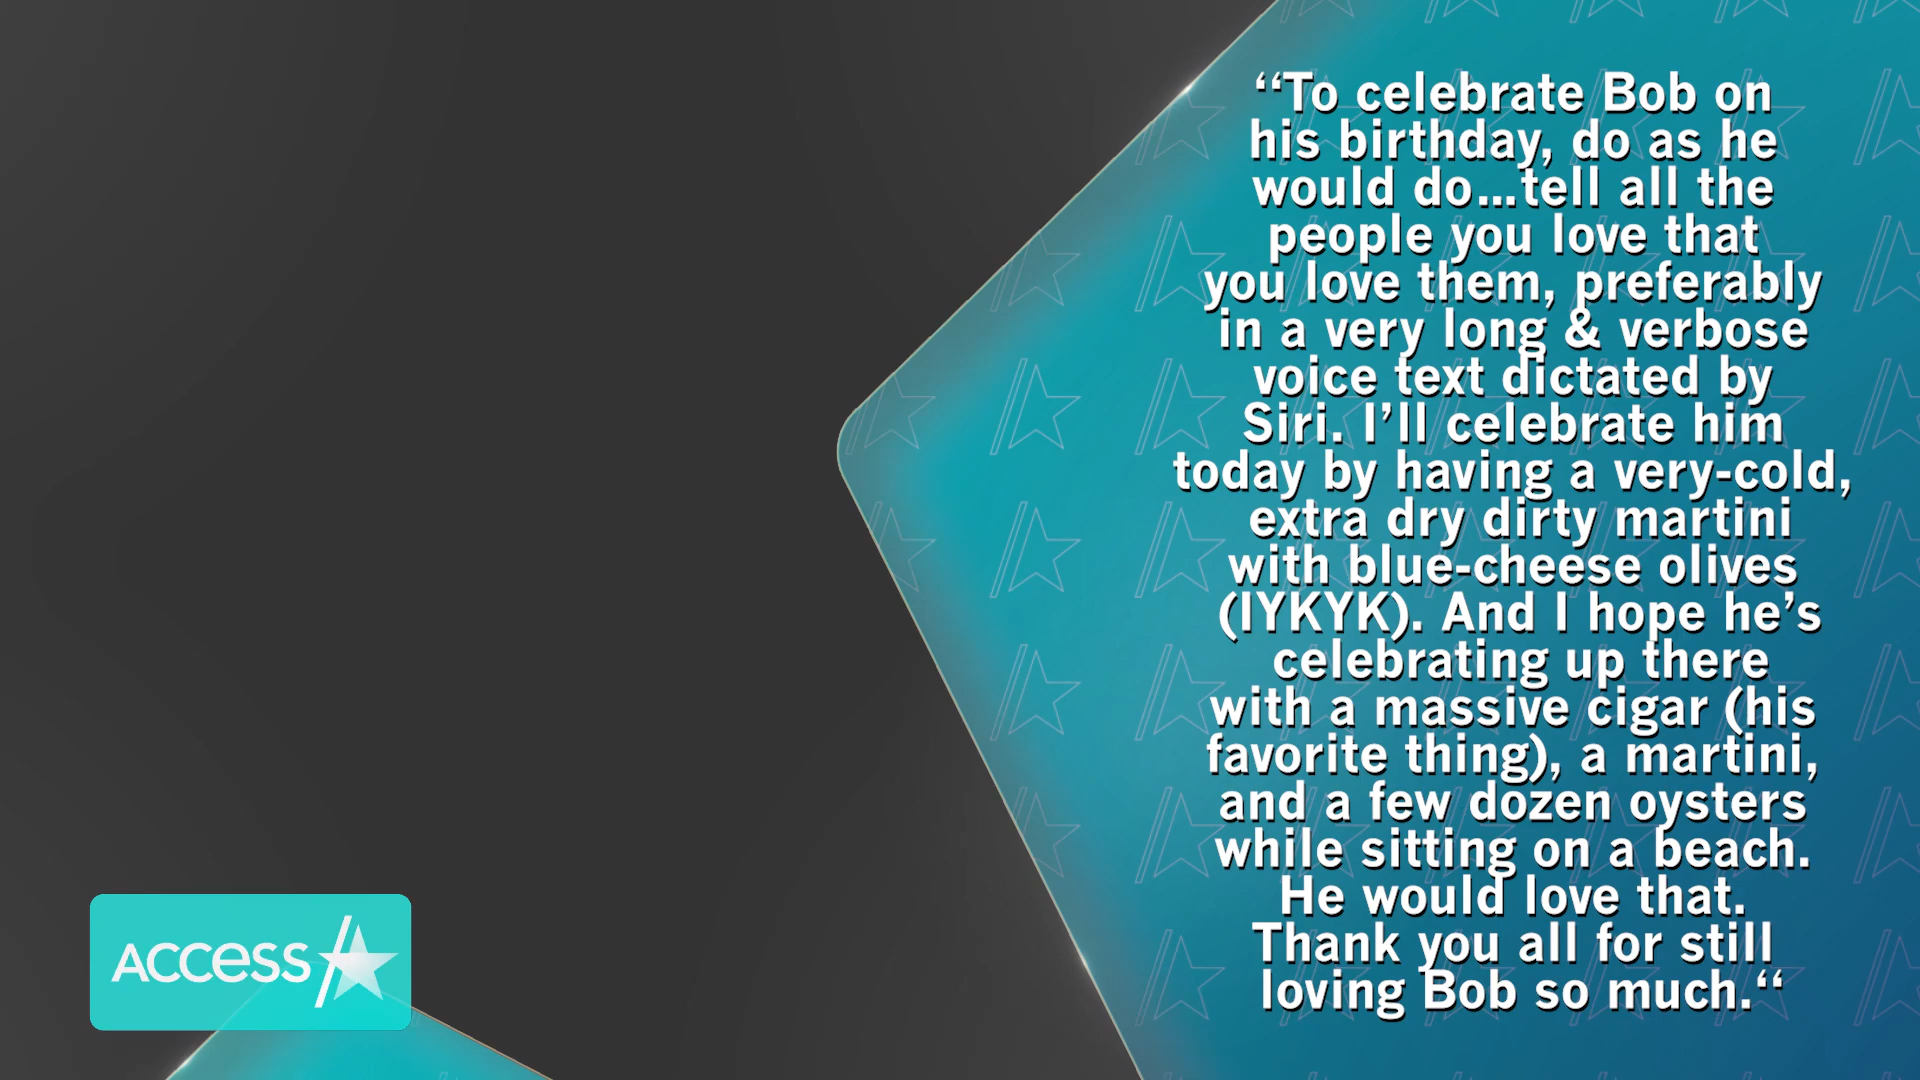 “To celebrate Bob on
his birthday, do as he
would do...tell all the
people you love that
you love them, preferably
in a very long & verbose
voice text dictated by
Siri. I’ll celebrate him
today by having a very-cold,
extra dry dirty martini
with blue-cheese olives
(IYKYK). And I hope he’s
celebrating up there
with a massive cigar (his
favorite thing), a martini,
and a few dozen oysters
while sitting on a beach.
He would love that.
Thank you all for still
loving Bob so much.“
ACCESS